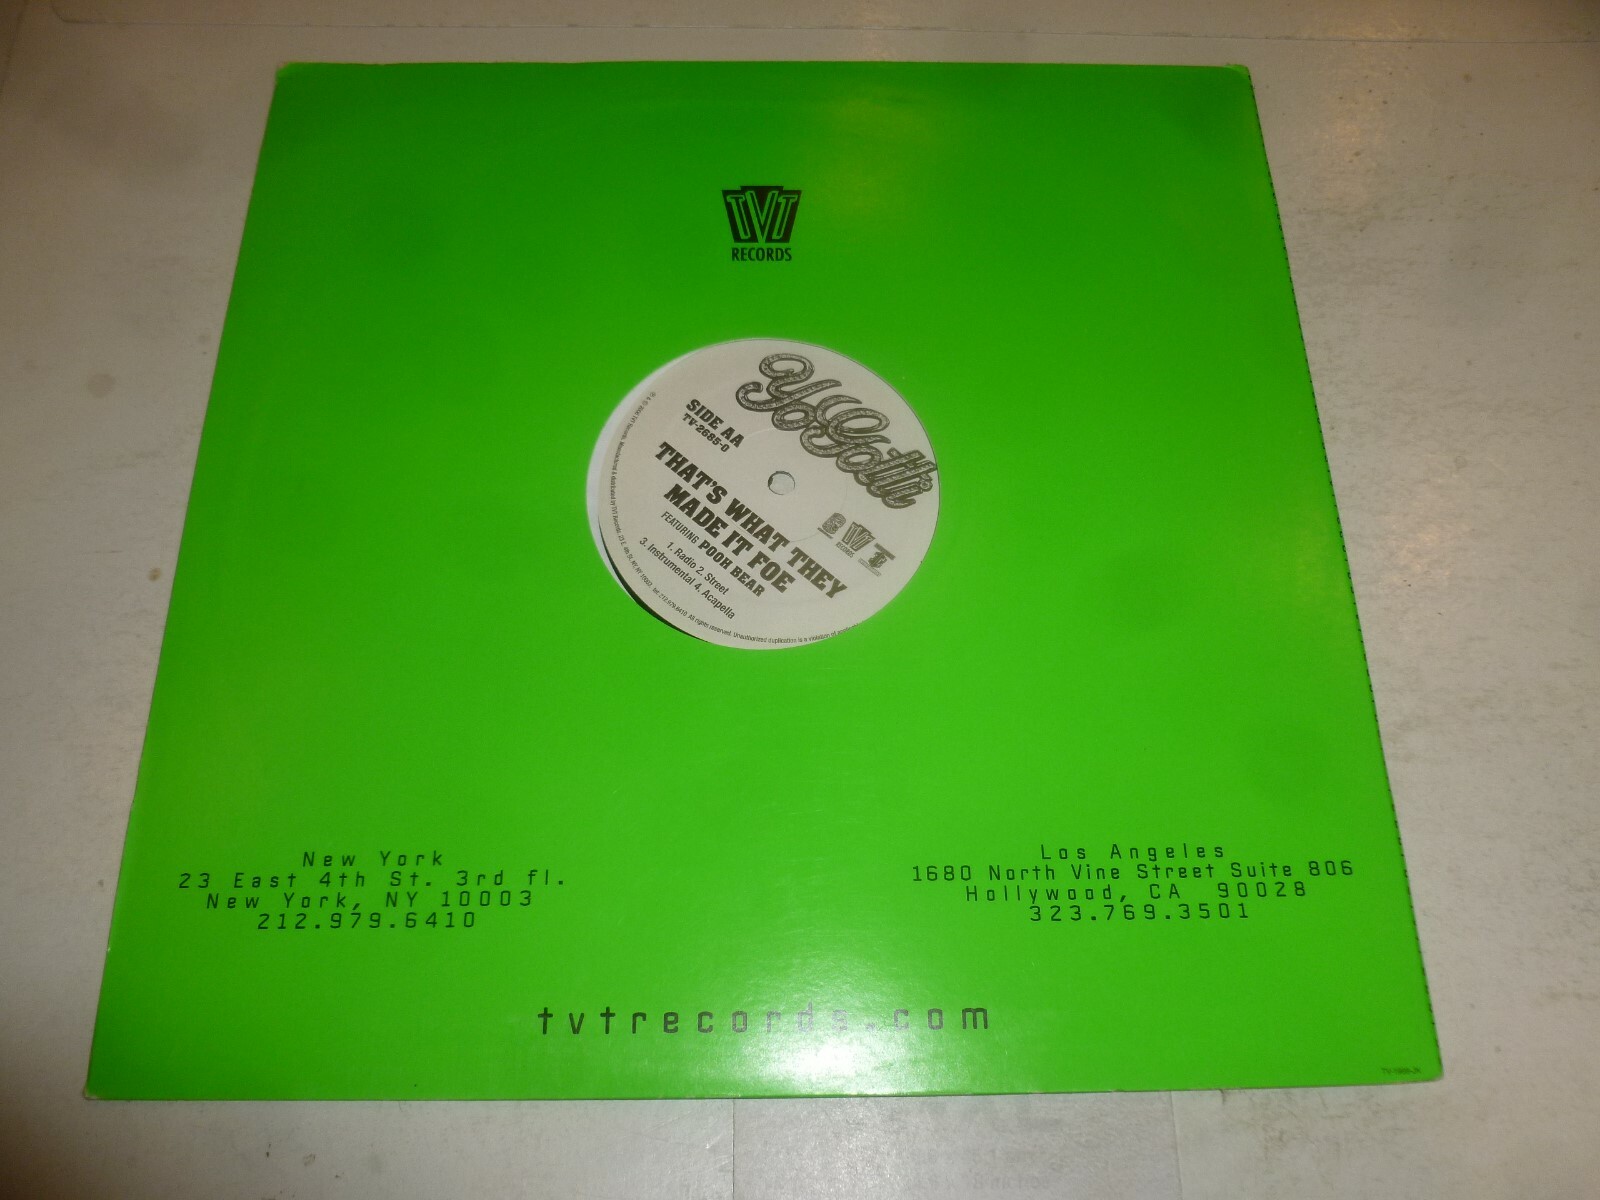 TVT
RECORDS
Yo Gotti
SIDE AA
TV-2685-0
THAT'S WHAT THEY
MADE IT FOE
FEATURING POOH BEAR
1. Radio 2. Street
3. Instrumental 4. Acapella
TVT
RECORDS
New York
23 East 4th St. 3rd fl.
New York, NY 10003
212.979.6410
Los Angeles
1680 North Vine Street Suite 806
Hollywood, CA 90028
323.769.3501
tvtrecords.com